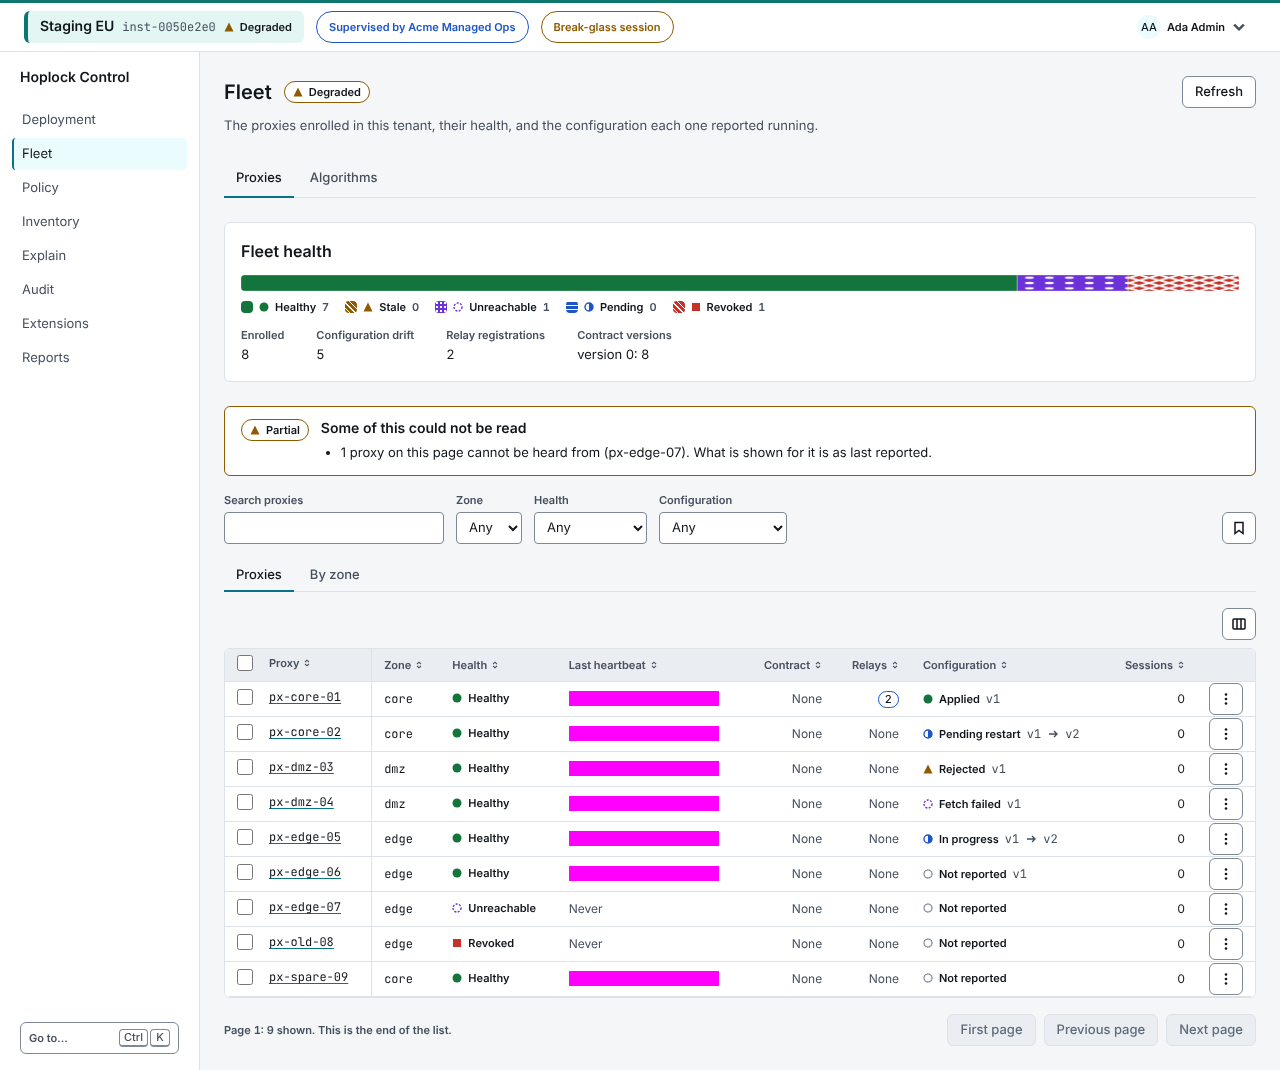 Staging EU inst-0050e2e0 Degraded Supervised by Acme Managed Ops Break-glass session AA Ada Admin
Hoplock Control
Deployment
Fleet
Policy
Inventory
Explain
Audit
Extensions
Reports
Go to... Ctrl K
Fleet Degraded Refresh
The proxies enrolled in this tenant, their health, and the configuration each one reported running.
Proxies Algorithms
Fleet health
Healthy 7 Stale 0 Unreachable 1 Pending 0 Revoked 1
Enrolled Configuration drift Relay registrations Contract versions
8 5 2 version 0: 8
Partial Some of this could not be read
• 1 proxy on this page cannot be heard from (px-edge-07). What is shown for it is as last reported.
Search proxies Zone Health Configuration
Any Any Any
Proxies By zone
Proxy Zone Health Last heartbeat Contract Relays Configuration Sessions
px-core-01 core Healthy None 2 Applied v1 0
px-core-02 core Healthy None None Pending restart v1 → v2 0
px-dmz-03 dmz Healthy None None Rejected v1 0
px-dmz-04 dmz Healthy None None Fetch failed v1 0
px-edge-05 edge Healthy None None In progress v1 → v2 0
px-edge-06 edge Healthy None None Not reported v1 0
px-edge-07 edge Unreachable Never None None Not reported 0
px-old-08 edge Revoked Never None None Not reported 0
px-spare-09 core Healthy None None Not reported 0
Page 1: 9 shown. This is the end of the list. First page Previous page Next page